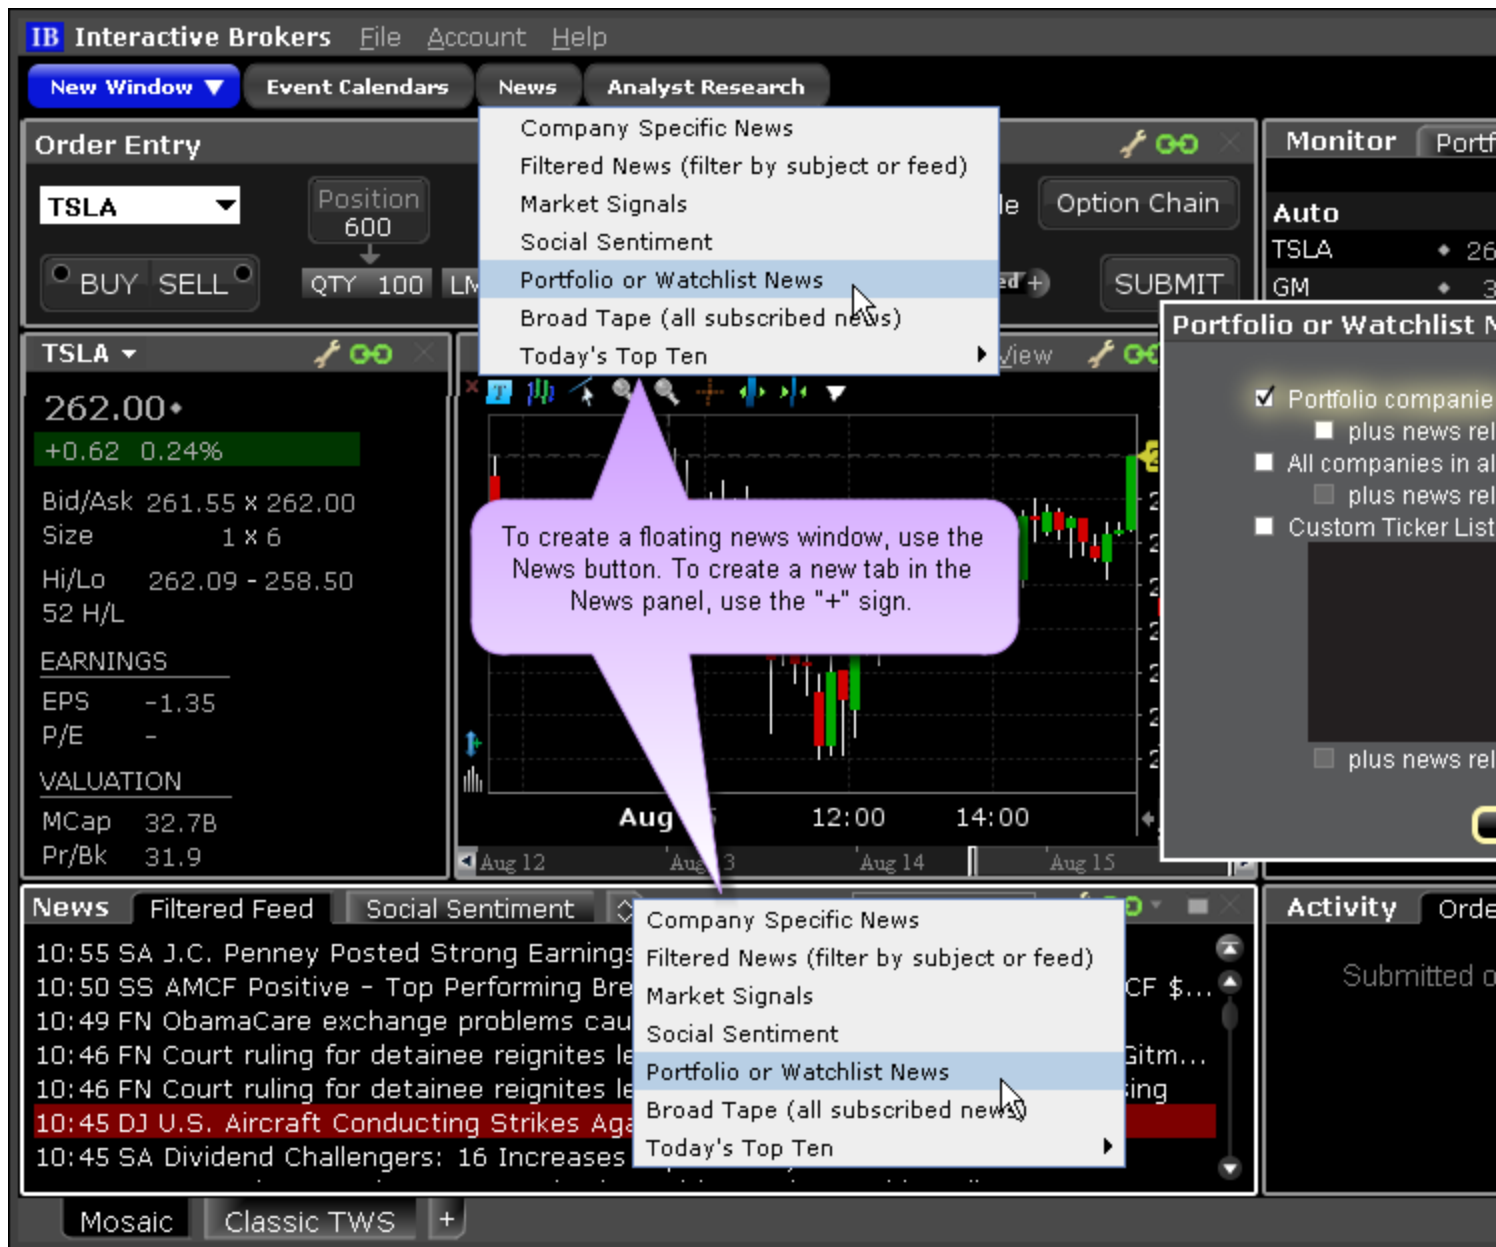 IB Interactive Brokers File Account Help
New Window ▼ Event Calendars News Analyst Research
Order Entry
TSLA
Position
600
BUY SELL
QTY 100
Option Chain
SUBMIT
Company Specific News
Filtered News (filter by subject or feed)
Market Signals
Social Sentiment
Portfolio or Watchlist News
Broad Tape (all subscribed news)
Today's Top Ten
Monitor
Auto
TSLA
GM
TSLA
262.00
+0.62 0.24%
Bid/Ask 261.55 x 262.00
Size 1 x 6
Hi/Lo 262.09 - 258.50
52 H/L
EARNINGS
EPS -1.35
P/E -
VALUATION
MCap 32.7B
Pr/Bk 31.9
View
To create a floating news window, use the
News button. To create a new tab in the
News panel, use the "+" sign.
Aug 12:00 14:00
Aug 12 Aug 14 Aug 15
Portfolio or Watchlist
Portfolio
plus news
All companies in
plus news
Custom Ticker List
plus news
News Filtered Feed Social Sentiment
10:55 SA J.C. Penney Posted Strong Earnings
10:50 SS AMCF Positive - Top Performing
10:49 FN ObamaCare exchange problems
10:46 FN Court ruling for detainee reignites
10:46 FN Court ruling for detainee reignites
10:45 DJ U.S. Aircraft Conducting Strikes
10:45 SA Dividend Challengers: 16 Increases
Company Specific News
Filtered News (filter by subject or feed)
Market Signals
Social Sentiment
Portfolio or Watchlist News
Broad Tape (all subscribed news)
Today's Top Ten
Activity
Submitted
Mosaic Classic TWS +